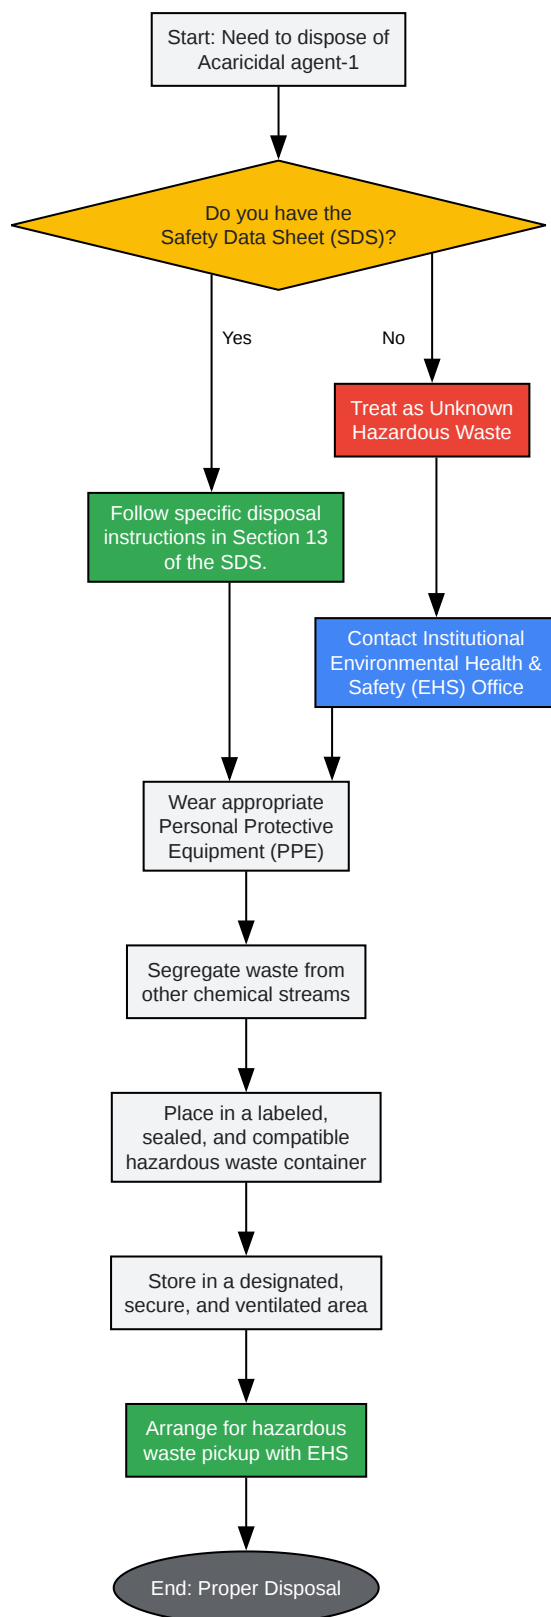 Start: Need to dispose of
Acaricidal agent-1
Do you have the
Safety Data Sheet (SDS)?
Yes
No
Treat as Unknown
Hazardous Waste
Follow specific disposal
instructions in Section 13
of the SDS.
Contact Institutional
Environmental Health &
Safety (EHS) Office
Wear appropriate
Personal Protective
Equipment (PPE)
Segregate waste from
other chemical streams
Place in a labeled,
sealed, and compatible
hazardous waste container
Store in a designated,
secure, and ventilated area
Arrange for hazardous
waste pickup with EHS
End: Proper Disposal